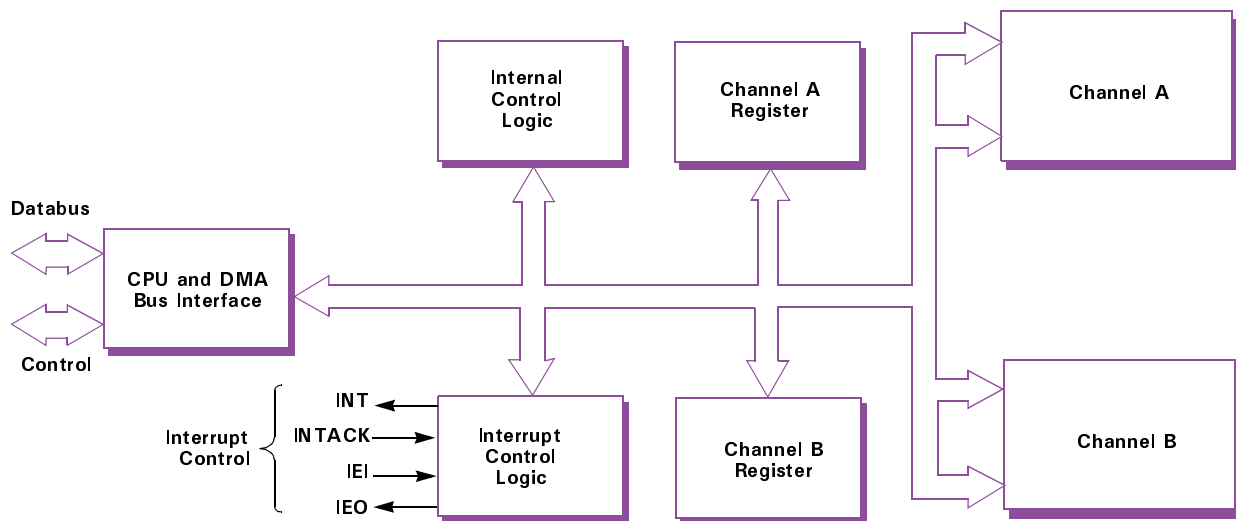 Internal
Control
Logic
Channel A
Register
Channel A
Databus
CPU and DMA
Bus Interface
Control
Interrupt
Control
INT
INTACK
IEI
IEO
Interrupt
Control
Logic
Channel B
Register
Channel B